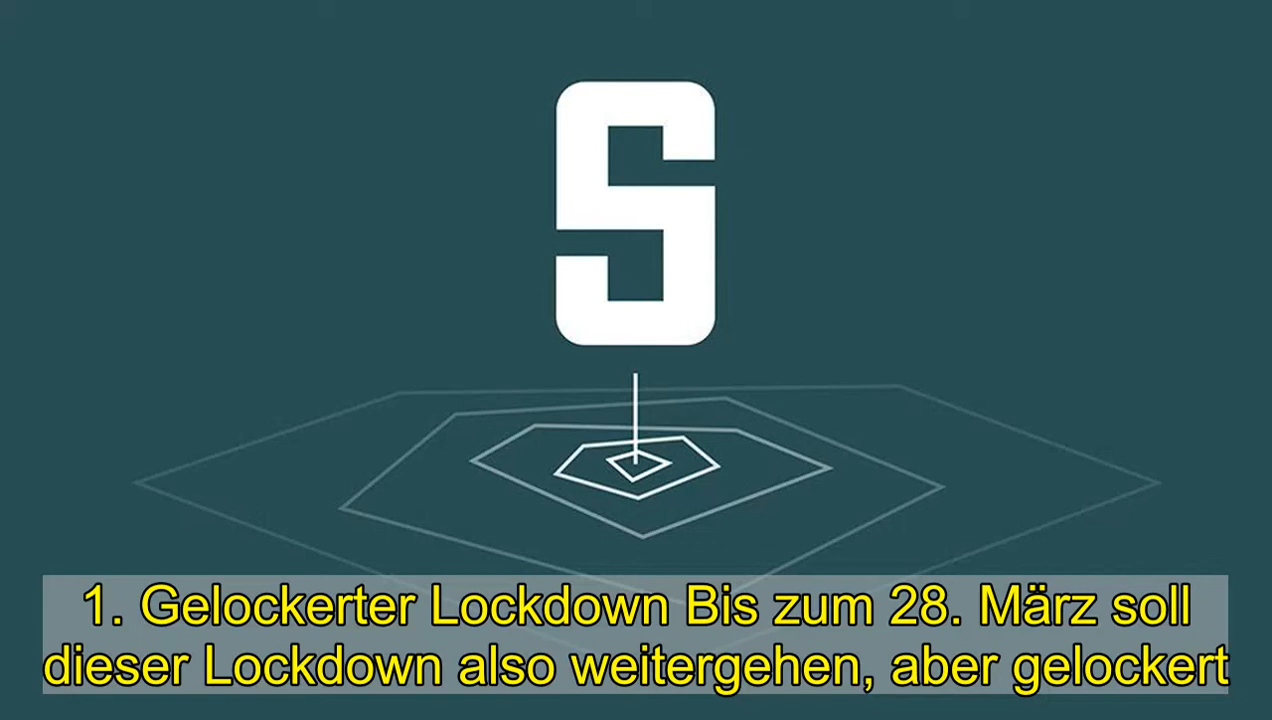 S
1. Gelockerter Lockdown Bis zum 28. März soll
dieser Lockdown also weitergehen, aber gelockert